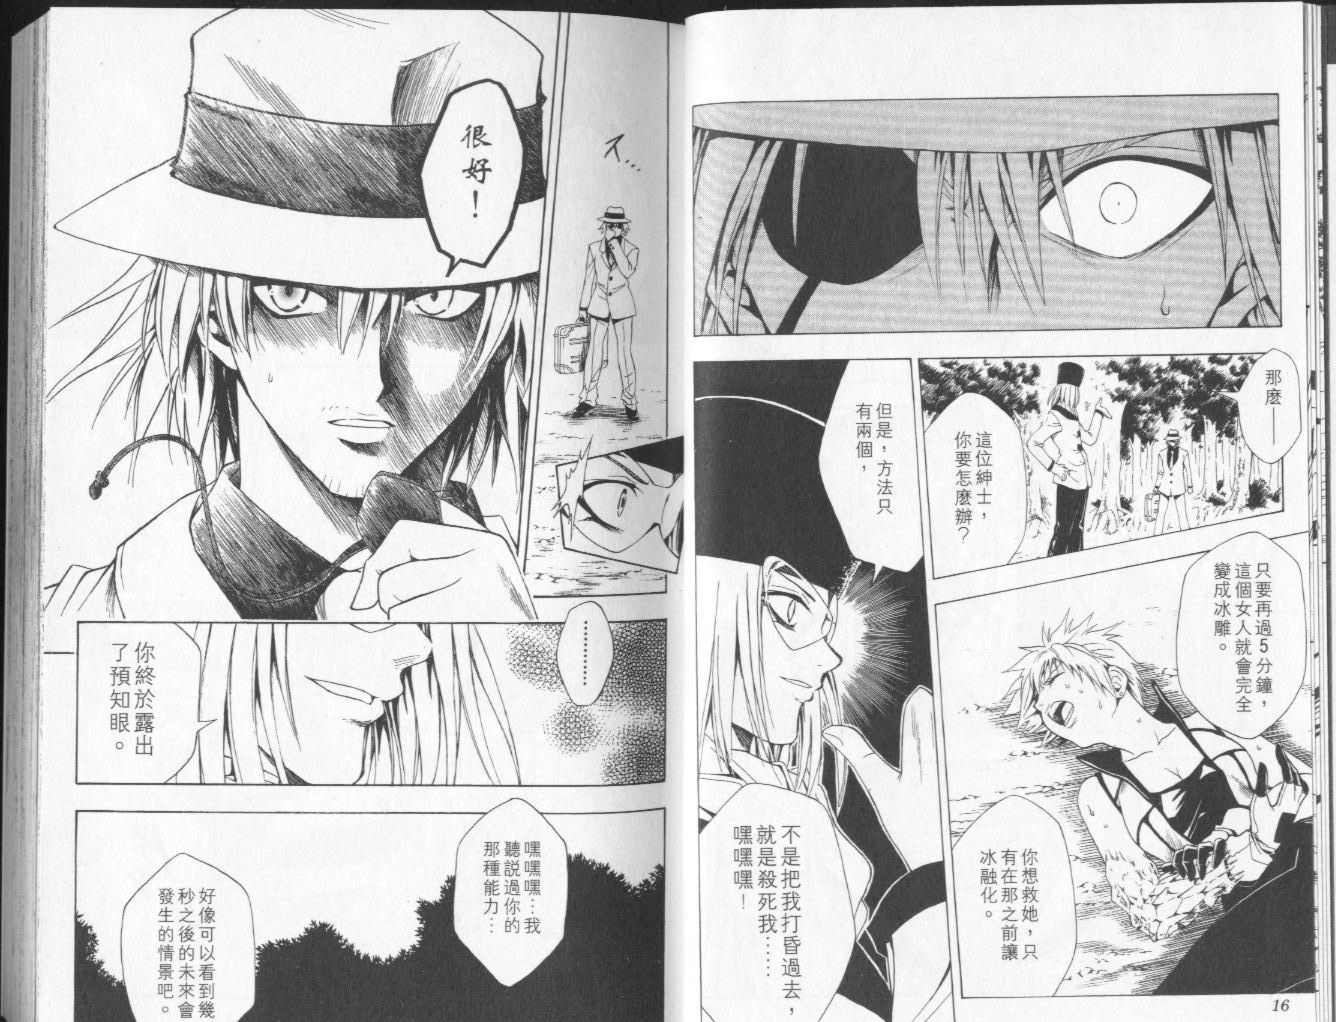 那麼——
這位紳士，
你要怎麼辦？
但是，方法只
有兩個，
只要再過5分鐘，
這個女人就會完全
變成冰雕。
你想救她，只
有在那之前讓
冰融化。
不是把我打昏過去，
就是殺死我……
嘿嘿嘿！
16
ス…
很好！
…………
你終於露出
了預知眼。
嘿嘿嘿…我
聽說過你的
那種能力…
好像可以看到幾
秒之後的未來會
發生的情景吧。